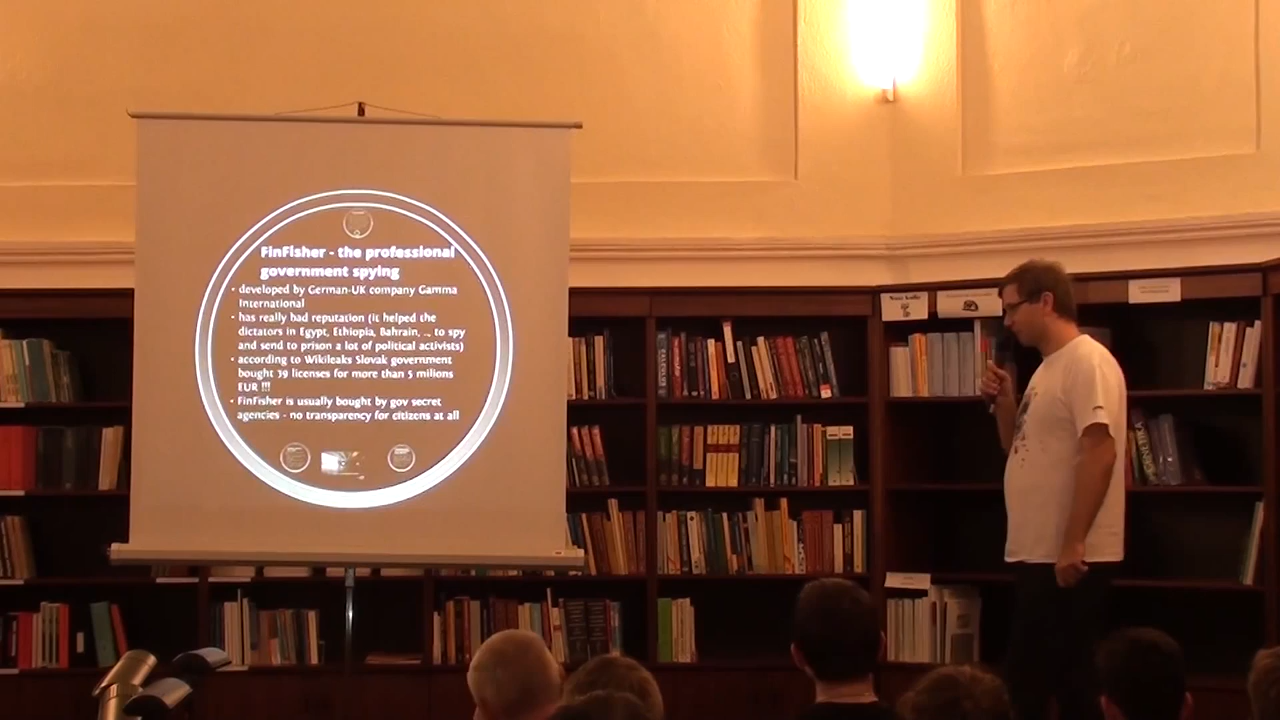 FinFisher - the professional
government spying
• developed by German-UK company Gamma
International
• has really bad reputation (it helped the
dictators in Egypt, Ethiopia, Bahrain, ... to spy
and send to prison a lot of political activists)
• according to Wikileaks Slovak government
bought 39 licenses for more than 5 milions
EUR !!!
• FinFisher is usually bought by gov secret
agencies - no transparency for citizens at all